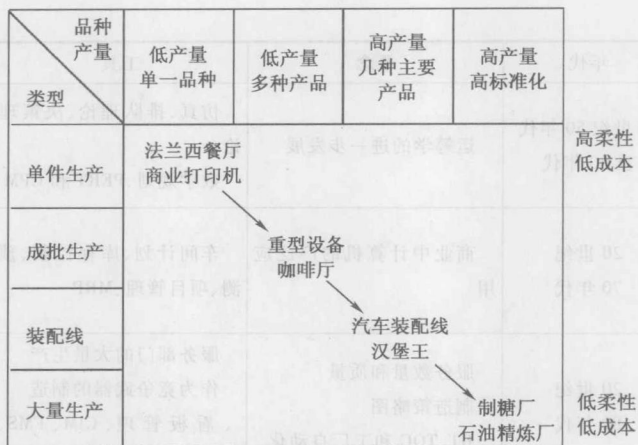 品种
产量
类型
低产量
单一品种
低产量
多种产品
高产量
几种主要
产品
高产量
高标准化
单件生产
法兰西餐厅
商业打印机
高柔性
低成本
成批生产
重型设备
咖啡厅
装配线
汽车装配线
汉堡王
大量生产
制糖厂
石油精炼厂
低柔性
低成本